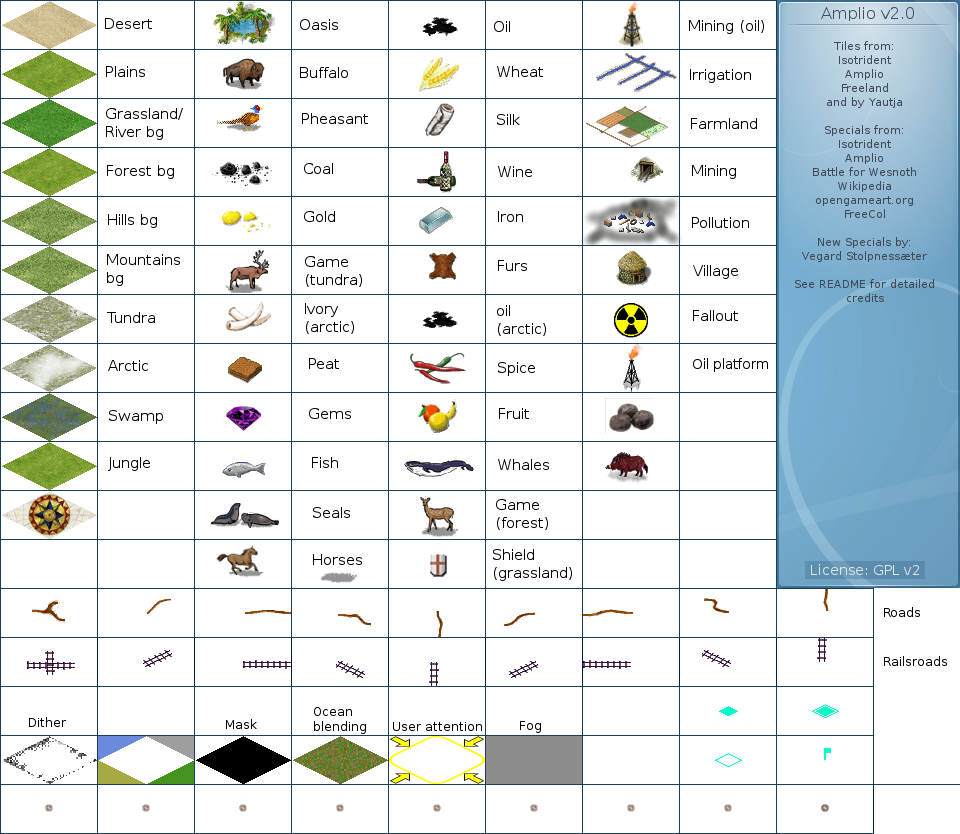 Desert
Oasis
Oil
Mining (oil)
Plains
Buffalo
Wheat
Irrigation
Grassland/
River bg
Pheasant
Silk
Farmland
Forest bg
Coal
Wine
Mining
Hills bg
Gold
Iron
Pollution
Mountains
bg
Game
(tundra)
Furs
Village
Tundra
Ivory
(arctic)
oil
(arctic)
Fallout
Arctic
Peat
Spice
Oil platform
Swamp
Gems
Fruit
Jungle
Fish
Whales
Seals
Game
(forest)
Horses
Shield
(grassland)
Amplio v2.0
Tiles from:
Isotrident
Amplio
Freeland
and by Yautja
Specials from:
Isotrident
Amplio
Battle for Wesnoth
Wikipedia
opengameart.org
FreeCol
New Specials by:
Vegard Stolpnessæter
See README for detailed
credits
License: GPL v2
Roads
Railsroads
Dither
Mask
Ocean
blending
User attention
Fog